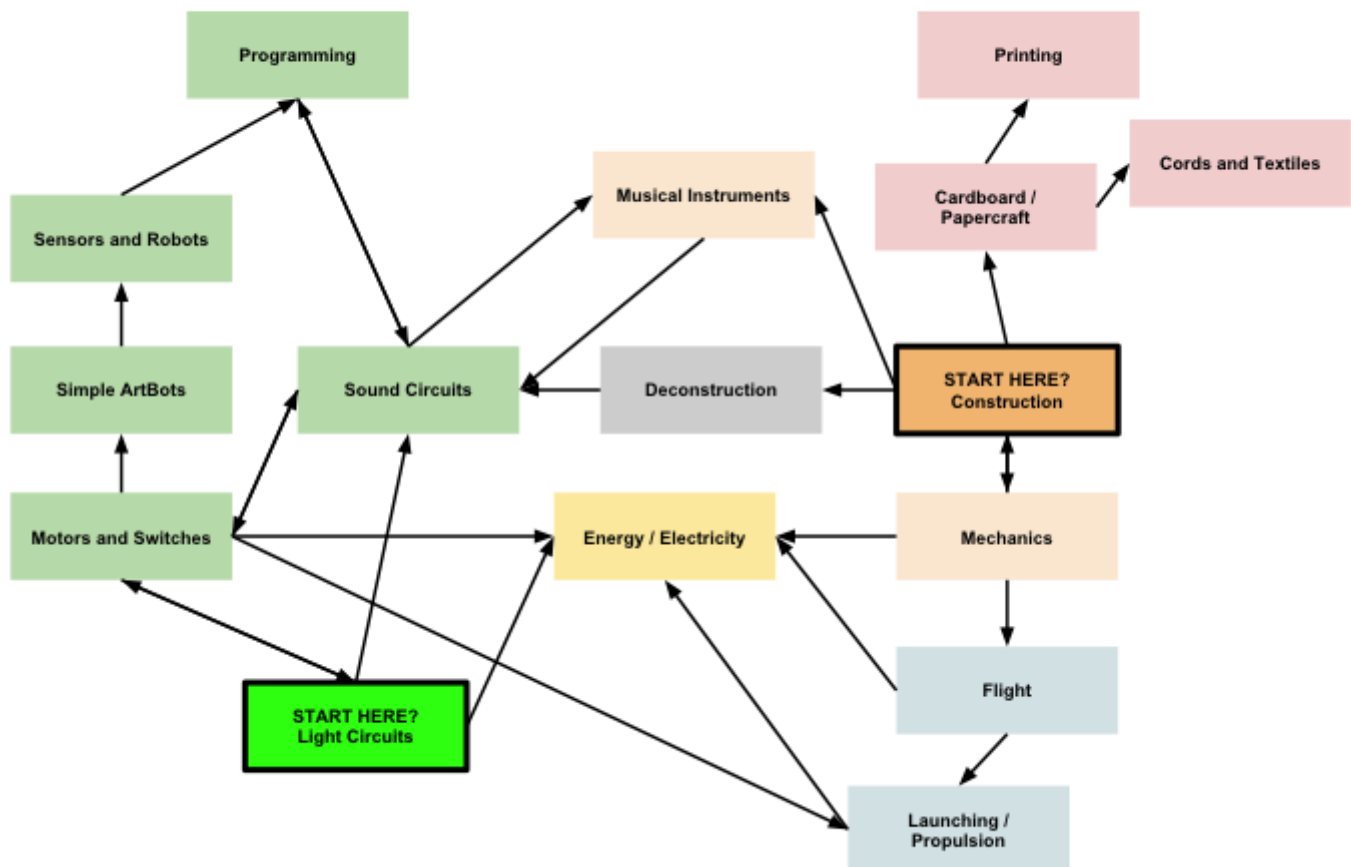 Programming
Printing
Cords and Textiles
Musical Instruments
Cardboard /
Papercraft
Sensors and Robots
Simple ArtBots
Sound Circuits
Deconstruction
START HERE?
Construction
Motors and Switches
Energy / Electricity
Mechanics
START HERE?
Light Circuits
Flight
Launching /
Propulsion